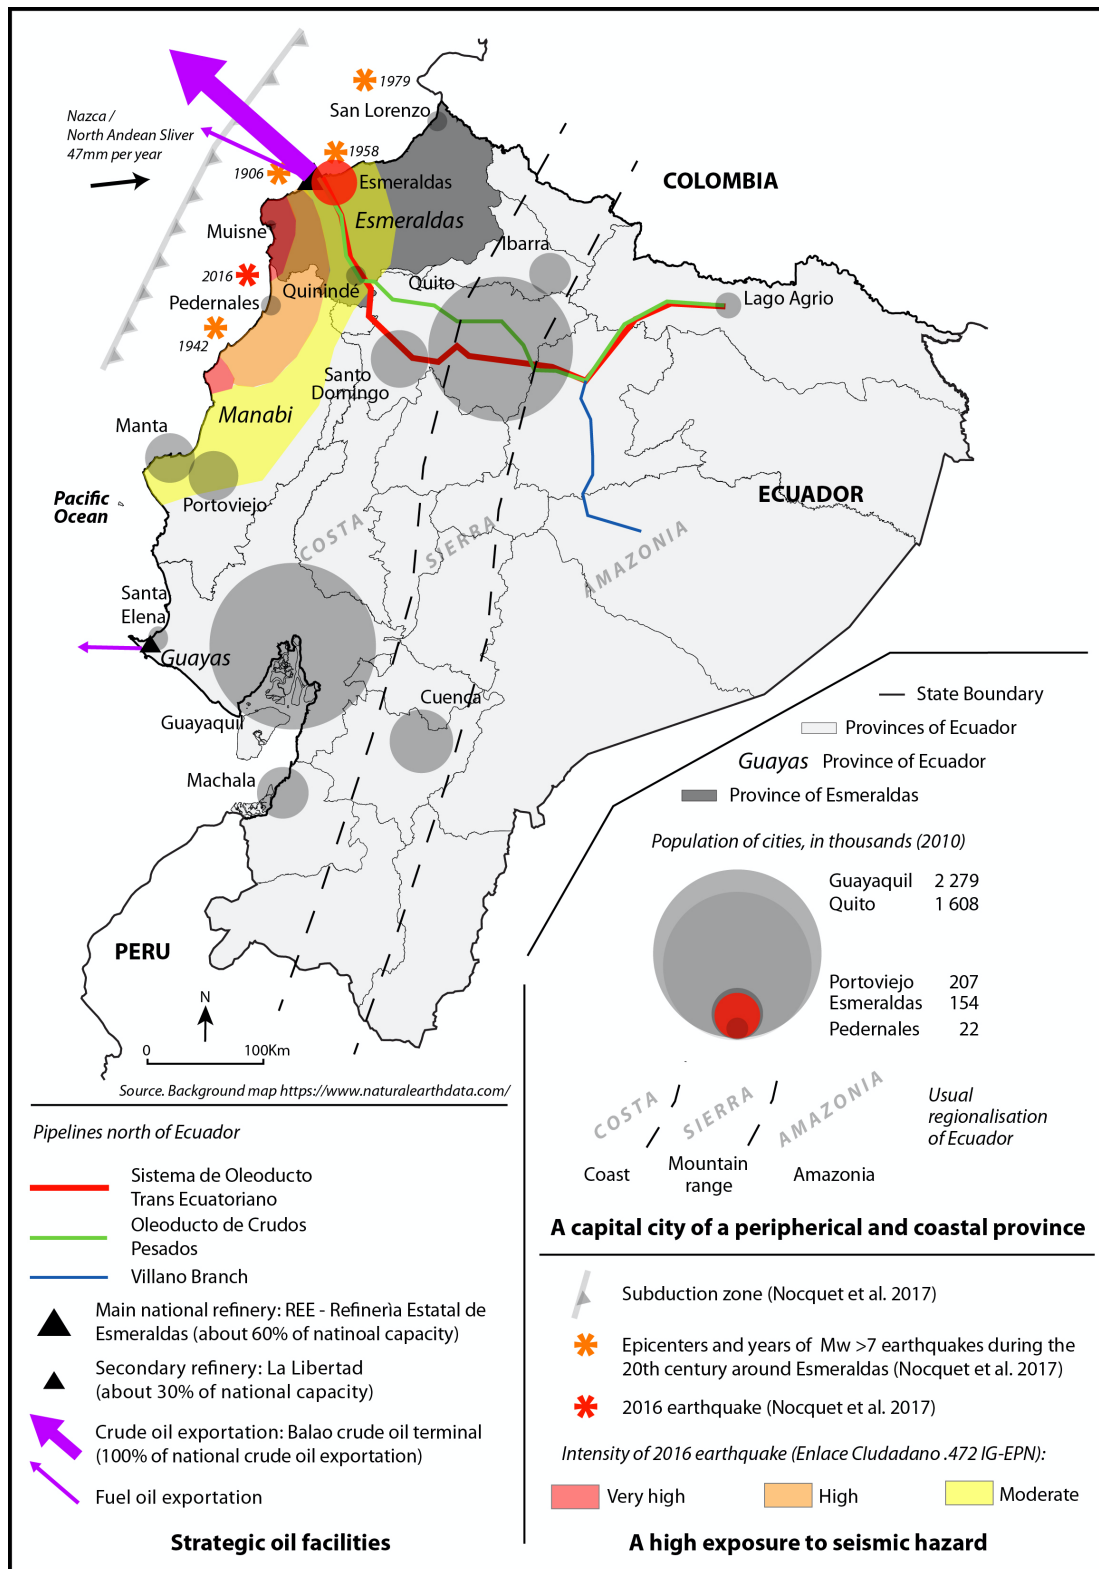 1979
San Lorenzo
Nazca /
North Andean Sliver
47mm per year
1958
1906
Esmeraldas
COLOMBIA
Esmeraldas
Muisne
Ibarra
2016
Quinindé
Quito
Pedernales
Lago Agrio
1942
Santo
Domingo
Manabi
Manta
Pacific
Ocean
Portoviejo
ECUADOR
COSTA
SIERRA
AMAZONIA
Santa
Elena
Guayas
Cuenca
Guayaquil
Machala
PERU
N
0 100Km
Source. Background map https://www.naturalearthdata.com/
State Boundary
Provinces of Ecuador
Guayas Province of Ecuador
Province of Esmeraldas
Population of cities, in thousands (2010)
Guayaquil 2 279
Quito 1 608
Portoviejo 207
Esmeraldas 154
Pedernales 22
COSTA
SIERRA
AMAZONIA
Usual
regionalisation
of Ecuador
Coast
Mountain
range
Amazonia
A capital city of a peripherical and coastal province
Pipelines north of Ecuador
Sistema de Oleoducto
Trans Ecuatoriano
Oleoducto de Crudos
Pesados
Villano Branch
Main national refinery: REE - Refinerìa Estatal de
Esmeraldas (about 60% of natinoal capacity)
Secondary refinery: La Libertad
(about 30% of national capacity)
Crude oil exportation: Balao crude oil terminal
(100% of national crude oil exportation)
Fuel oil exportation
Strategic oil facilities
Subduction zone (Nocquet et al. 2017)
Epicenters and years of Mw >7 earthquakes during the
20th century around Esmeraldas (Nocquet et al. 2017)
2016 earthquake (Nocquet et al. 2017)
Intensity of 2016 earthquake (Enlace CIudadano .472 IG-EPN):
Very high
High
Moderate
A high exposure to seismic hazard